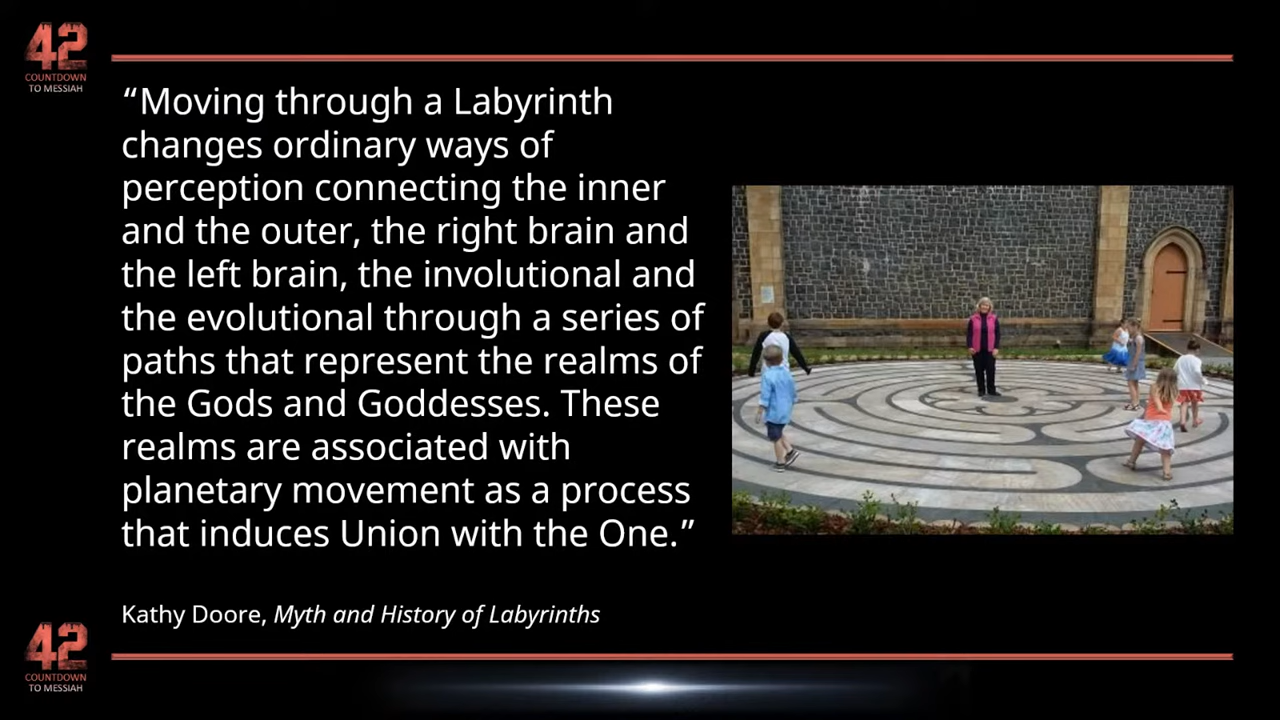 42
COUNTDOWN
TO MESSIAH
“Moving through a Labyrinth
changes ordinary ways of
perception connecting the inner
and the outer, the right brain and
the left brain, the involutional and
the evolutional through a series of
paths that represent the realms of
the Gods and Goddesses. These
realms are associated with
planetary movement as a process
that induces Union with the One.”
Kathy Doore, Myth and History of Labyrinths
42
COUNTDOWN
TO MESSIAH